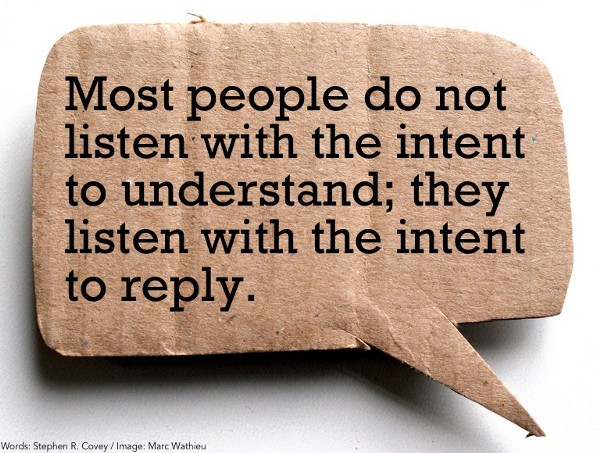 Most people do not
listen with the intent
to understand; they
listen with the intent
to reply.
Words: Stephen R. Covey / Image: Marc Wathieu